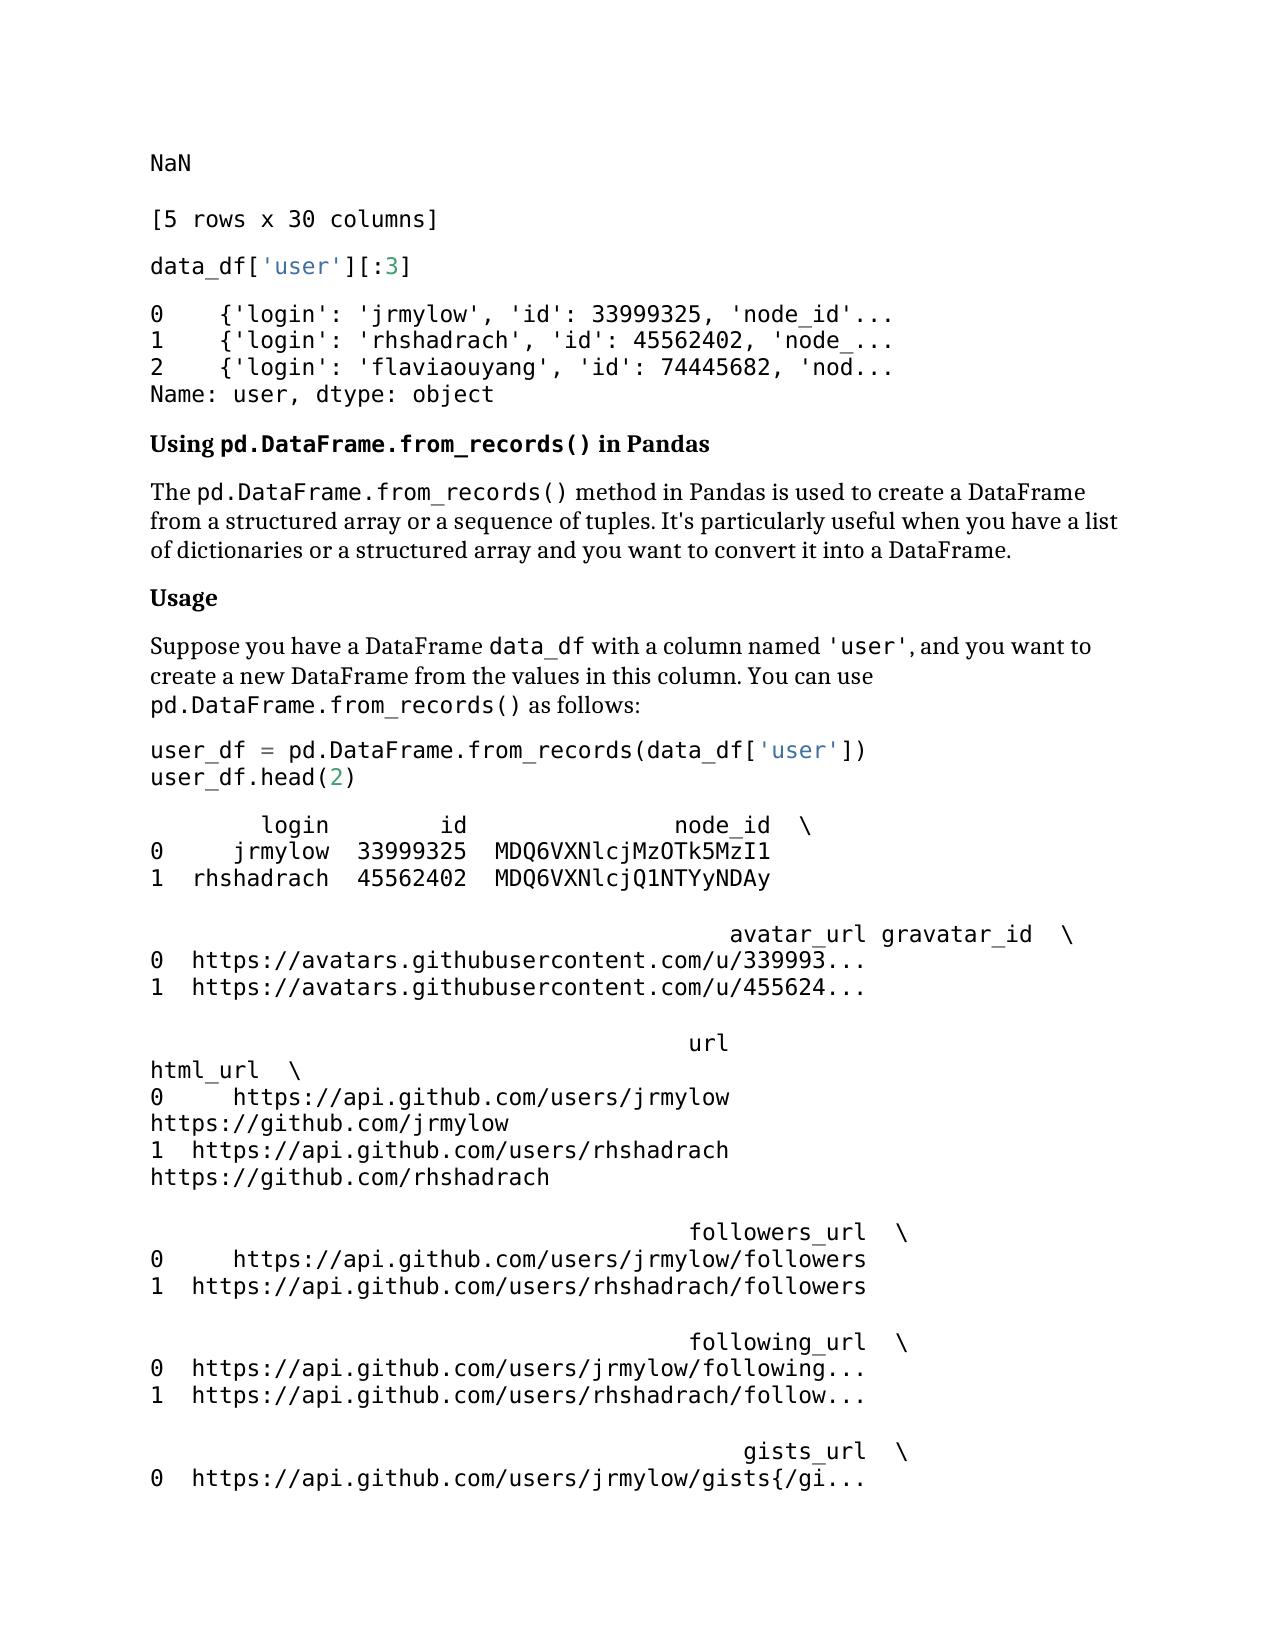 NaN
[5 rows x 30 columns]
data_df['user'][:3]
0    {'login': 'jrmylow', 'id': 33999325, 'node_id'...
1    {'login': 'rhshadrach', 'id': 45562402, 'node_...
2    {'login': 'flaviaouyang', 'id': 74445682, 'nod...
Name: user, dtype: object
Using pd.DataFrame.from_records() in Pandas
The pd.DataFrame.from_records() method in Pandas is used to create a DataFrame
from a structured array or a sequence of tuples. It's particularly useful when you have a list
of dictionaries or a structured array and you want to convert it into a DataFrame.
Usage
Suppose you have a DataFrame data_df with a column named 'user', and you want to
create a new DataFrame from the values in this column. You can use
pd.DataFrame.from_records() as follows:
user_df = pd.DataFrame.from_records(data_df['user'])
user_df.head(2)
        login        id               node_id  \
0     jrmylow  33999325  MDQ6VXNlcjMzOTk5MzI1
1  rhshadrach  45562402  MDQ6VXNlcjQ1NTYyNDAy
                                          avatar_url gravatar_id  \
0  https://avatars.githubusercontent.com/u/339993...
1  https://avatars.githubusercontent.com/u/455624...
                                       url
html_url  \
0     https://api.github.com/users/jrmylow
https://github.com/jrmylow
1  https://api.github.com/users/rhshadrach
https://github.com/rhshadrach
                                       followers_url  \
0     https://api.github.com/users/jrmylow/followers
1  https://api.github.com/users/rhshadrach/followers
                                       following_url  \
0  https://api.github.com/users/jrmylow/following...
1  https://api.github.com/users/rhshadrach/follow...
                                           gists_url  \
0  https://api.github.com/users/jrmylow/gists{/gi...